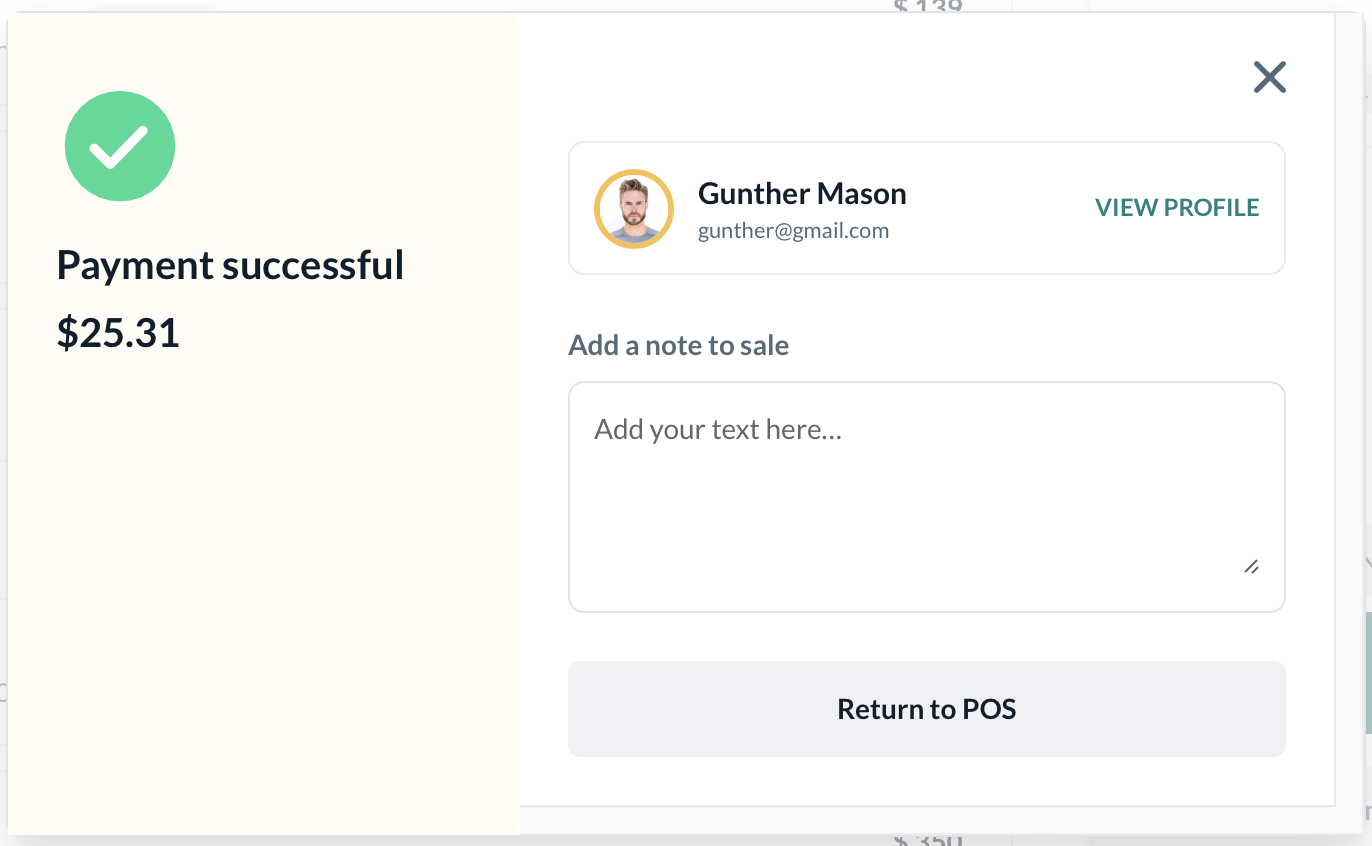 $ 139
Payment successful
$25.31
Gunther Mason
gunther@gmail.com
VIEW PROFILE
Add a note to sale
Add your text here...
Return to POS
$ 350